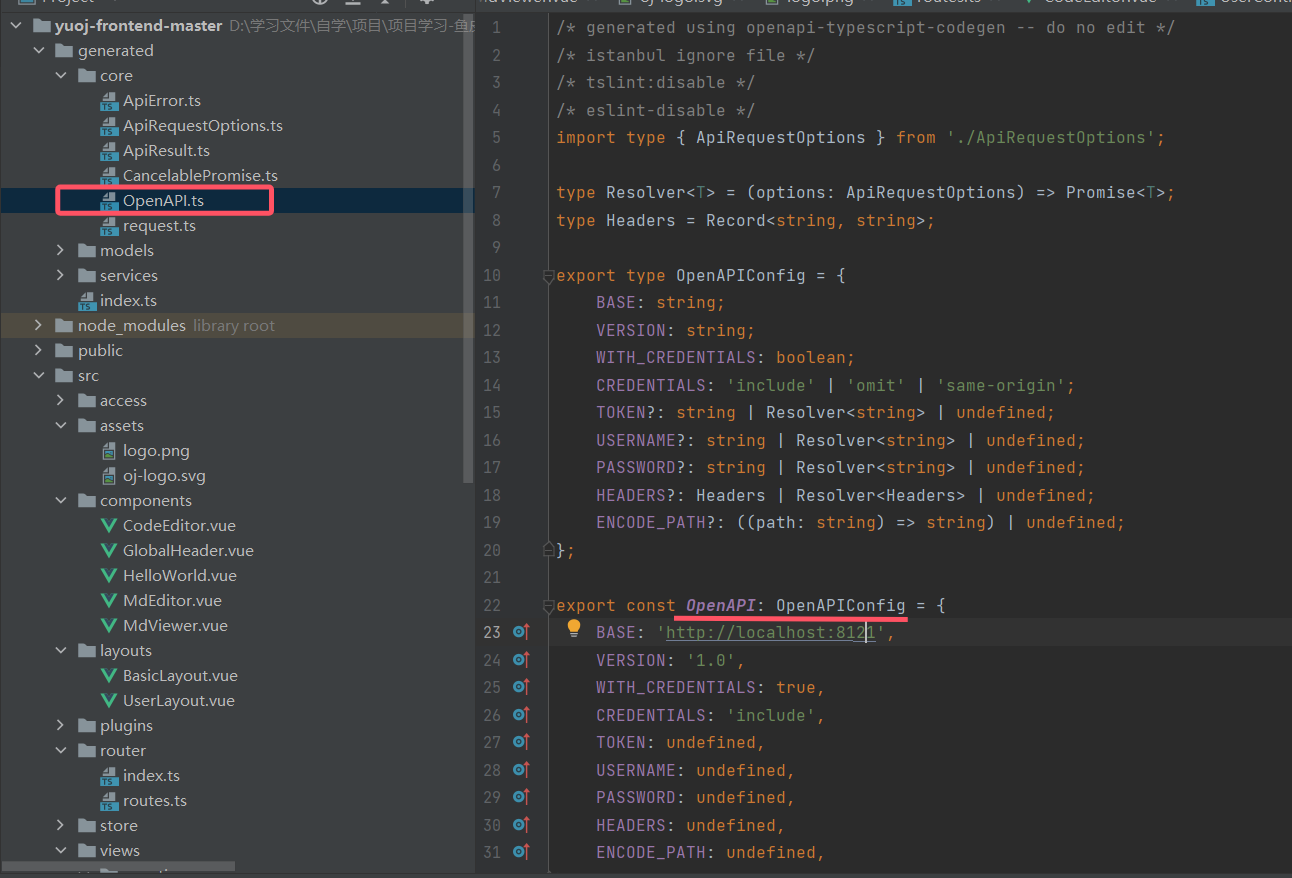 yuoj-frontend-master D:\学习文件\自学\项目\项目学习-鱼
generated
core
ApiError.ts
ApiRequestOptions.ts
ApiResult.ts
CancelablePromise.ts
OpenAPI.ts
request.ts
models
services
index.ts
node_modules library root
public
src
access
assets
logo.png
oj-logo.svg
components
CodeEditor.vue
GlobalHeader.vue
HelloWorld.vue
MdEditor.vue
MdViewer.vue
layouts
BasicLayout.vue
UserLayout.vue
plugins
router
index.ts
routes.ts
store
views
1 /* generated using openapi-typescript-codegen -- do no edit */
2 /* istanbul ignore file */
3 /* tslint:disable */
4 /* eslint-disable */
5 import type { ApiRequestOptions } from './ApiRequestOptions';
6
7 type Resolver<T> = (options: ApiRequestOptions) => Promise<T>;
8 type Headers = Record<string, string>;
9
10 export type OpenAPIConfig = {
11 BASE: string;
12 VERSION: string;
13 WITH_CREDENTIALS: boolean;
14 CREDENTIALS: 'include' | 'omit' | 'same-origin';
15 TOKEN?: string | Resolver<string> | undefined;
16 USERNAME?: string | Resolver<string> | undefined;
17 PASSWORD?: string | Resolver<string> | undefined;
18 HEADERS?: Headers | Resolver<Headers> | undefined;
19 ENCODE_PATH?: ((path: string) => string) | undefined;
20 };
21
22 export const OpenAPI: OpenAPIConfig = {
23 BASE: 'http://localhost:8121',
24 VERSION: '1.0',
25 WITH_CREDENTIALS: true,
26 CREDENTIALS: 'include',
27 TOKEN: undefined,
28 USERNAME: undefined,
29 PASSWORD: undefined,
30 HEADERS: undefined,
31 ENCODE_PATH: undefined,